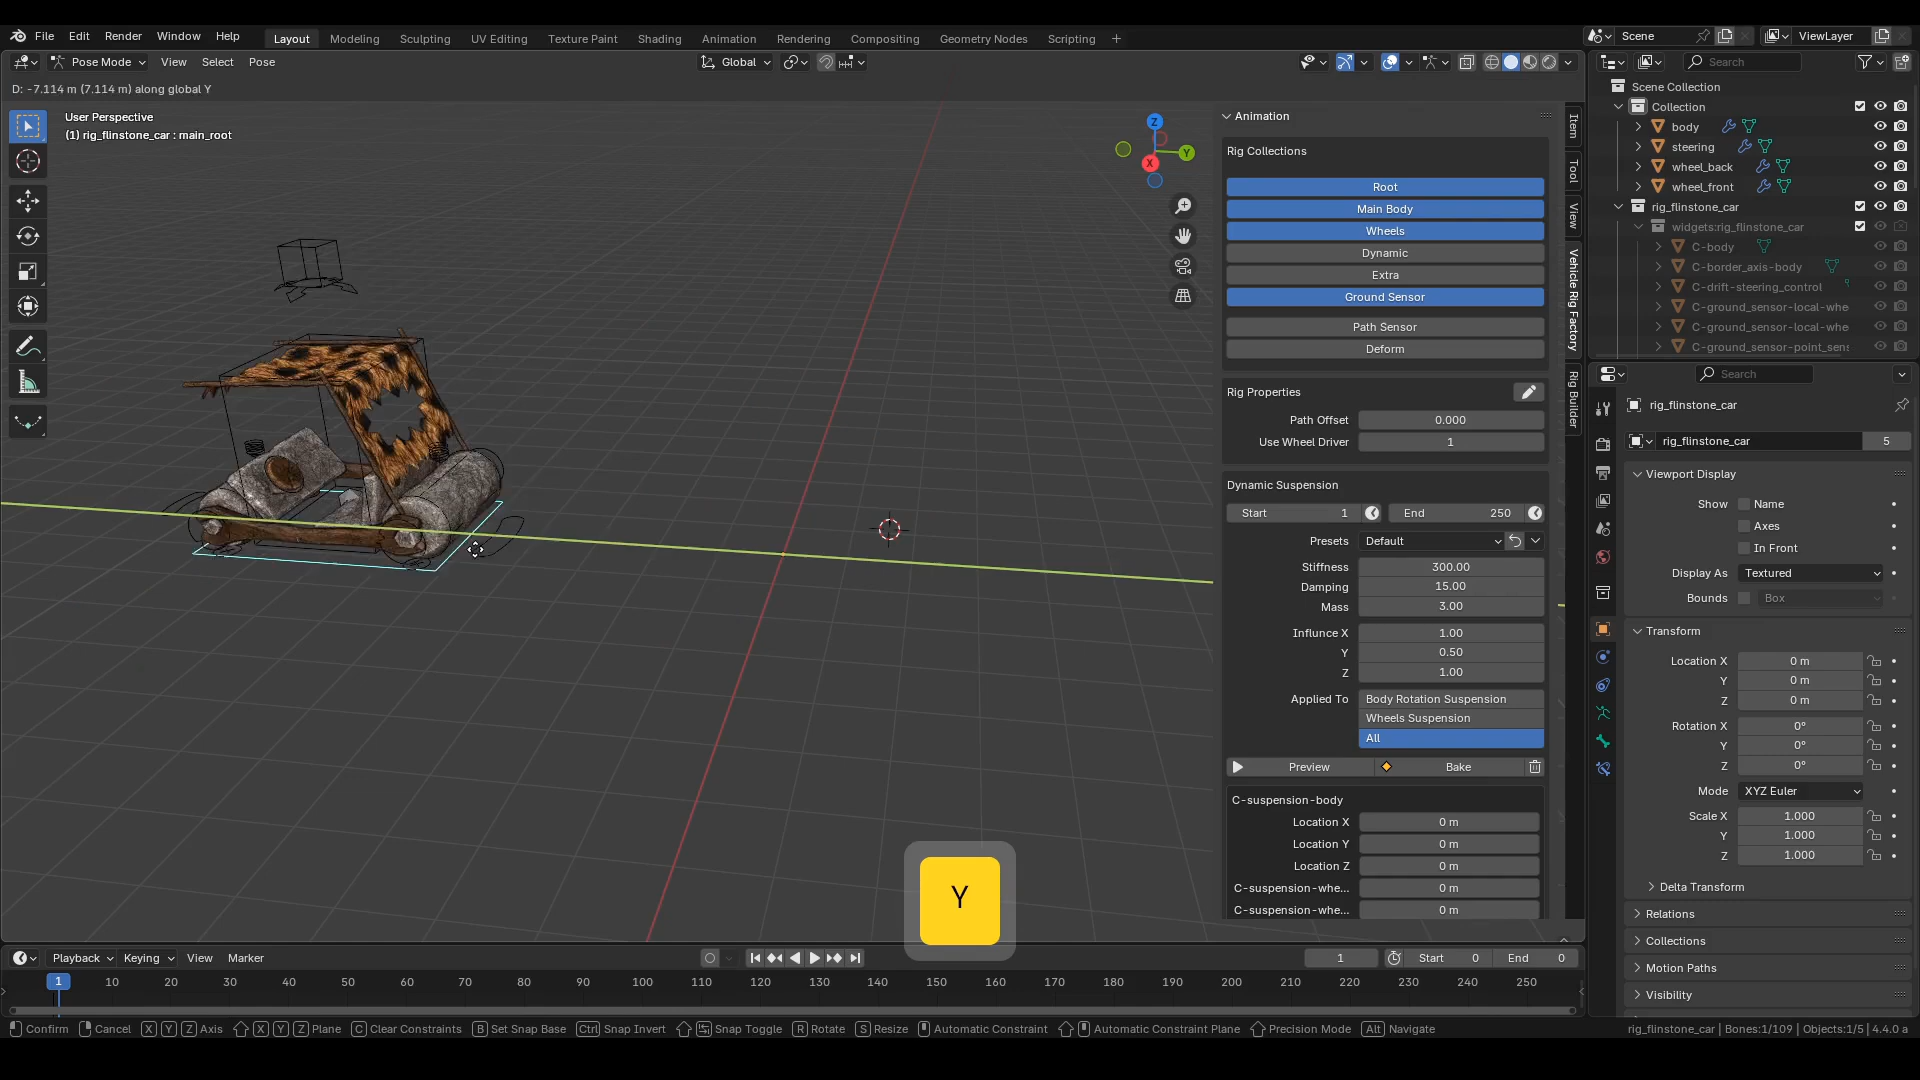 File Edit Render Window Help Layout Modeling Sculpting UV Editing Texture Paint Shading Animation Rendering Compositing Geometry Nodes Scripting + Scene ViewLayer
Pose Mode View Select Pose Global Search
D: -7.114 m (7.114 m) along global Y
User Perspective
(1) rig_flinstone_car : main_root
Z
Y
X
Animation
Rig Collections
Root
Main Body
Wheels
Dynamic
Extra
Ground Sensor
Path Sensor
Deform
Rig Properties
Path Offset 0.000
Use Wheel Driver 1
Dynamic Suspension
Start 1 End 250
Presets Default
Stiffness 300.00
Damping 15.00
Mass 3.00
Influnce X 1.00
Y 0.50
Z 1.00
Applied To Body Rotation Suspension
Wheels Suspension
All
Preview Bake
C-suspension-body
Location X 0 m
Location Y 0 m
Location Z 0 m
C-suspension-whe... 0 m
C-suspension-whe... 0 m
Item
Tool
View
Vehicle Rig Factory
Rig Builder
Scene Collection
Collection
body
steering
wheel_back
wheel_front
rig_flinstone_car
widgets:rig_flinstone_car
C-body
C-border_axis-body
C-drift-steering_control
C-ground_sensor-local-whe
C-ground_sensor-local-whe
C-ground_sensor-point_sens
Search
rig_flinstone_car
rig_flinstone_car 5
Viewport Display
Show Name
Axes
In Front
Display As Textured
Bounds Box
Transform
Location X 0 m
Y 0 m
Z 0 m
Rotation X 0°
Y 0°
Z 0°
Mode XYZ Euler
Scale X 1.000
Y 1.000
Z 1.000
Delta Transform
Relations
Collections
Motion Paths
Visibility
Y
Playback Keying View Marker 1 Start 0 End 0
1 10 20 30 40 50 60 70 80 90 100 110 120 130 140 150 160 170 180 190 200 210 220 230 240 250
Confirm Cancel X Y Z Axis X Y Z Plane C Clear Constraints B Set Snap Base Ctrl Snap Invert Snap Toggle R Rotate S Resize Automatic Constraint Automatic Constraint Plane Precision Mode Alt Navigate rig_flinstone_car | Bones:1/109 | Objects:1/5 | 4.4.0 a